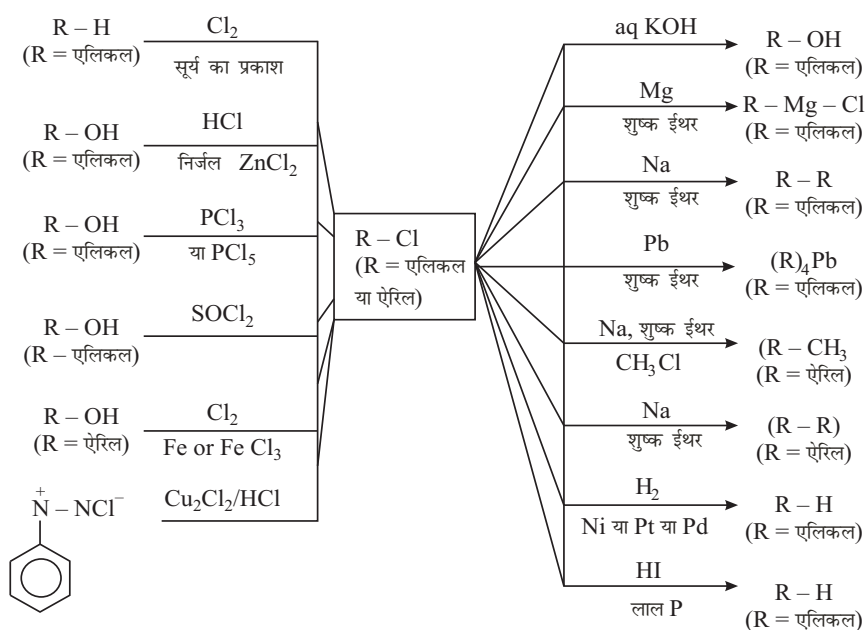 R – H
(R = एलिकल)
Cl₂
सूर्य का प्रकाश
R – OH
(R = एलिकल)
HCl
निर्जल ZnCl₂
R – OH
(R = एलिकल)
PCl₃
या PCl₅
R – OH
(R – एलिकल)
SOCl₂
R – OH
(R = ऐरिल)
Cl₂
Fe or Fe Cl₃
N⁺ – NCl⁻
Cu₂Cl₂/HCl
R – Cl
(R = एलिकल
या ऐरिल)
aq KOH
R – OH
(R = एलिकल)
Mg
शुष्क ईथर
R – Mg – Cl
(R = एलिकल)
Na
शुष्क ईथर
R – R
(R = एलिकल)
Pb
शुष्क ईथर
(R)₄Pb
(R = एलिकल)
Na, शुष्क ईथर
CH₃Cl
(R – CH₃
(R = ऐरिल)
Na
शुष्क ईथर
(R – R)
(R = ऐरिल)
H₂
Ni या Pt या Pd
R – H
(R = एलिकल)
HI
लाल P
R – H
(R = एलिकल)